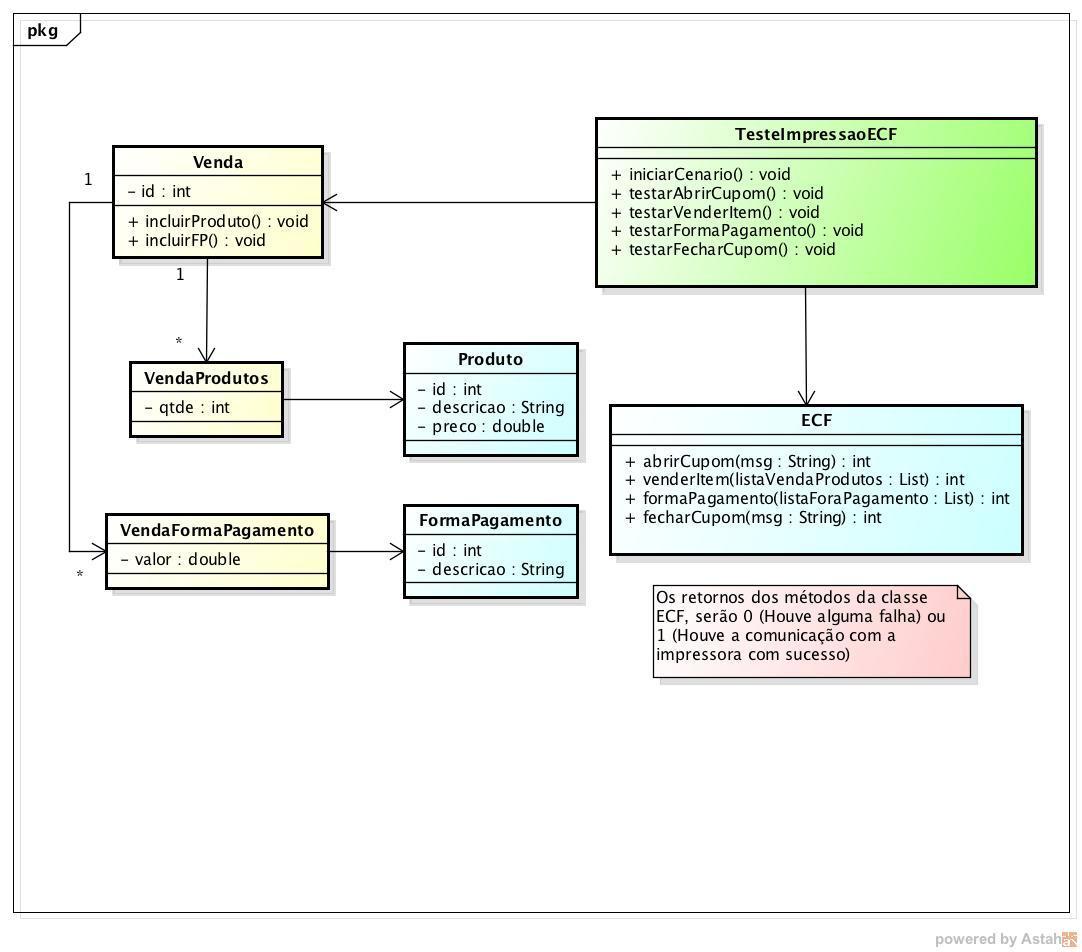 pkg
Venda
– id : int
+ incluirProduto() : void
+ incluirFP() : void
TesteImpressaoECF
+ iniciarCenario() : void
+ testarAbrirCupom() : void
+ testarVenderItem() : void
+ testarFormaPagamento() : void
+ testarFecharCupom() : void
1
1
*
VendaProdutos
– qtde : int
Produto
– id : int
– descricao : String
– preco : double
ECF
+ abrirCupom(msg : String) : int
+ venderItem(listaVendaProdutos : List) : int
+ formaPagamento(listaForaPagamento : List) : int
+ fecharCupom(msg : String) : int
VendaFormaPagamento
– valor : double
*
FormaPagamento
– id : int
– descricao : String
Os retornos dos métodos da classe
ECF, serão 0 (Houve alguma falha) ou
1 (Houve a comunicação com a
impressora com sucesso)
powered by Astah